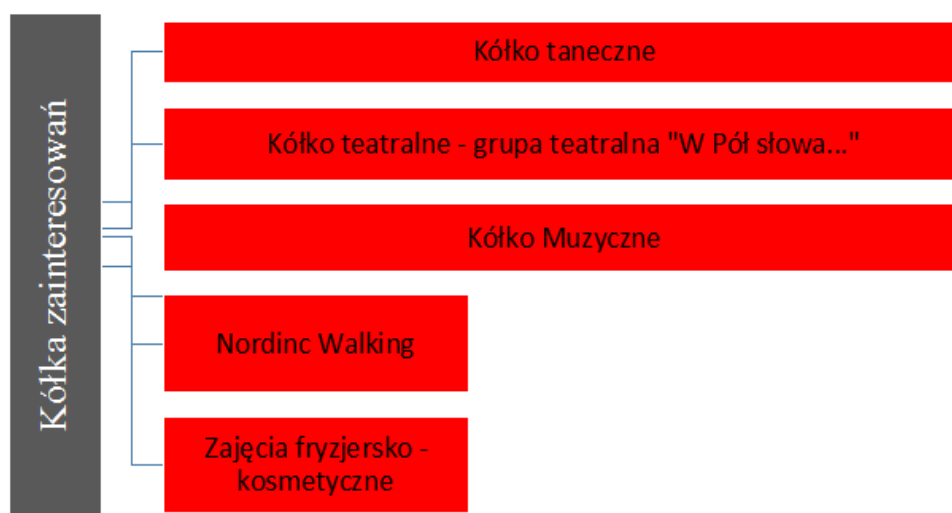 Kółka zainteresowań
Kółko taneczne
Kółko teatralne - grupa teatralna "W Pół słowa..."
Kółko Muzyczne
Nordinc Walking
Zajęcia fryzjersko -
kosmetyczne